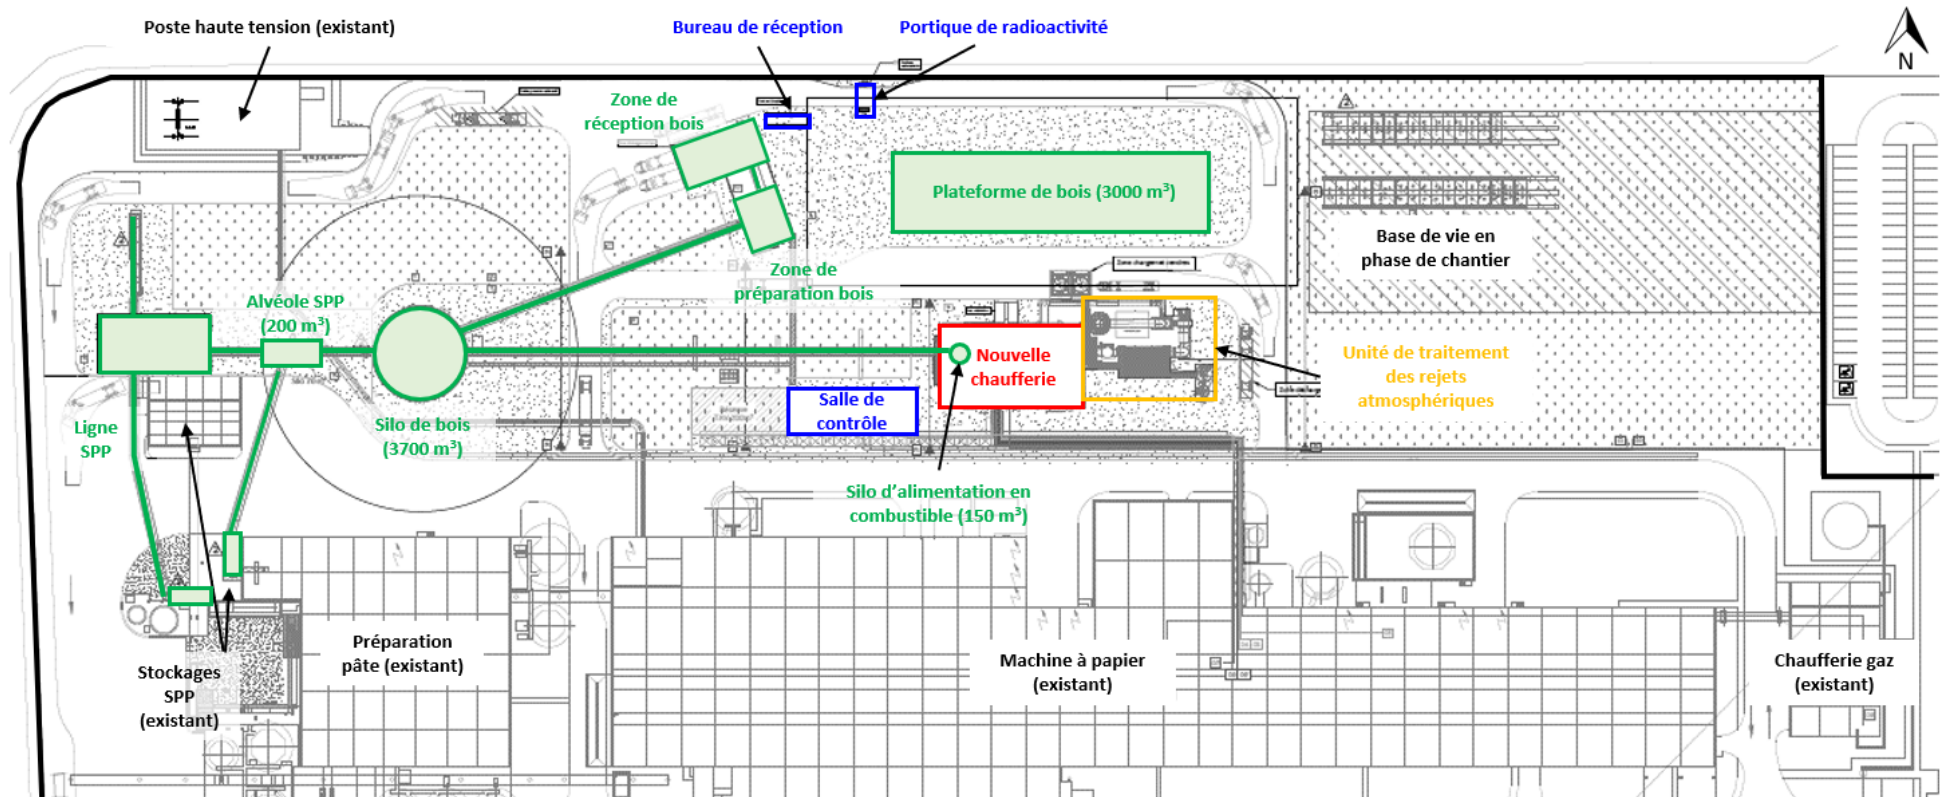 Poste haute tension (existant)
Bureau de réception
Portique de radioactivité
N
Zone de
réception bois
Plateforme de bois (3000 m³)
Base de vie en
phase de chantier
Zone de
préparation bois
Alvéole SPP
(200 m³)
Nouvelle
chaufferie
Unité de traitement
des rejets
atmosphériques
Salle de
contrôle
Ligne
SPP
Silo de bois
(3700 m³)
Silo d'alimentation en
combustible (150 m³)
Préparation
pâte (existant)
Machine à papier
(existant)
Chaufferie gaz
(existant)
Stockages
SPP
(existant)